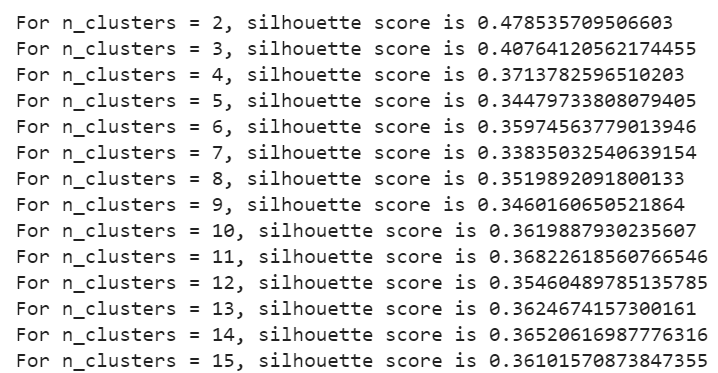 For n_clusters = 2, silhouette score is 0.478535709506603
For n_clusters = 3, silhouette score is 0.40764120562174455
For n_clusters = 4, silhouette score is 0.3713782596510203
For n_clusters = 5, silhouette score is 0.34479733808079405
For n_clusters = 6, silhouette score is 0.35974563779013946
For n_clusters = 7, silhouette score is 0.33835032540639154
For n_clusters = 8, silhouette score is 0.3519892091800133
For n_clusters = 9, silhouette score is 0.3460160650521864
For n_clusters = 10, silhouette score is 0.3619887930235607
For n_clusters = 11, silhouette score is 0.36822618560766546
For n_clusters = 12, silhouette score is 0.35460489785135785
For n_clusters = 13, silhouette score is 0.3624674157300161
For n_clusters = 14, silhouette score is 0.36520616987776316
For n_clusters = 15, silhouette score is 0.36101570873847355